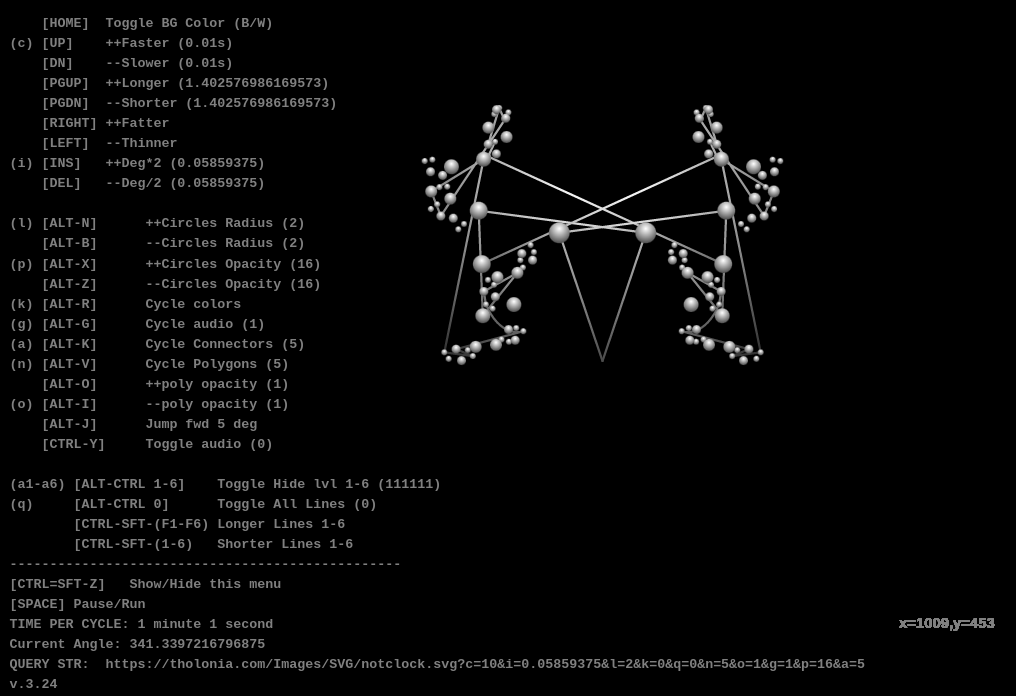 [HOME] Toggle BG Color (B/W)
(c) [UP] ++Faster (0.01s)
[DN] --Slower (0.01s)
[PGUP] ++Longer (1.402576986169573)
[PGDN] --Shorter (1.402576986169573)
[RIGHT] ++Fatter
[LEFT] --Thinner
(i) [INS] ++Deg*2 (0.05859375)
[DEL] --Deg/2 (0.05859375)
(l) [ALT-N] ++Circles Radius (2)
[ALT-B] --Circles Radius (2)
(p) [ALT-X] ++Circles Opacity (16)
[ALT-Z] --Circles Opacity (16)
(k) [ALT-R] Cycle colors
(g) [ALT-G] Cycle audio (1)
(a) [ALT-K] Cycle Connectors (5)
(n) [ALT-V] Cycle Polygons (5)
[ALT-O] ++poly opacity (1)
(o) [ALT-I] --poly opacity (1)
[ALT-J] Jump fwd 5 deg
[CTRL-Y] Toggle audio (0)
(a1-a6) [ALT-CTRL 1-6] Toggle Hide lvl 1-6 (111111)
(q) [ALT-CTRL 0] Toggle All Lines (0)
[CTRL-SFT-(F1-F6) Longer Lines 1-6
[CTRL-SFT-(1-6) Shorter Lines 1-6
-------------------------------------------------
[CTRL=SFT-Z] Show/Hide this menu
[SPACE] Pause/Run
TIME PER CYCLE: 1 minute 1 second
x=1009,y=453
Current Angle: 341.3397216796875
QUERY STR: https://tholonia.com/Images/SVG/notclock.svg?c=10&i=0.05859375&l=2&k=0&q=0&n=5&o=1&g=1&p=16&a=5
v.3.24